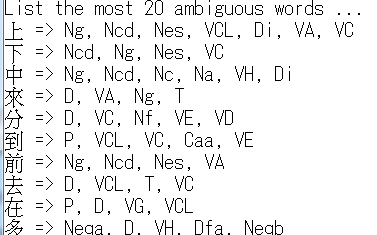 List the most 20 ambiguous words ...
上 => Ng, Ncd, Nes, VCL, Di, VA, VC
下 => Ncd, Ng, Nes, VC
中 => Ng, Ncd, Nc, Na, VH, Di
來 => D, VA, Ng, T
分 => D, VC, Nf, VE, VD
到 => P, VCL, VC, Caa, VE
前 => Ng, Ncd, Nes, VA
去 => D, VCL, T, VC
在 => P, D, VG, VCL
多 => Neqa, D, VH, Dfa, Neqb